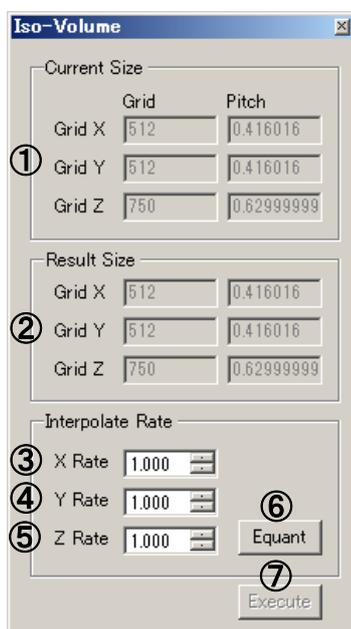 Iso-Volume
Current Size
Grid Pitch
① Grid X 512 0.416016
Grid Y 512 0.416016
Grid Z 750 0.62999999
Result Size
② Grid X 512 0.416016
Grid Y 512 0.416016
Grid Z 750 0.62999999
Interpolate Rate
③ X Rate 1.000
④ Y Rate 1.000
⑤ Z Rate 1.000
⑥
Equant
⑦
Execute